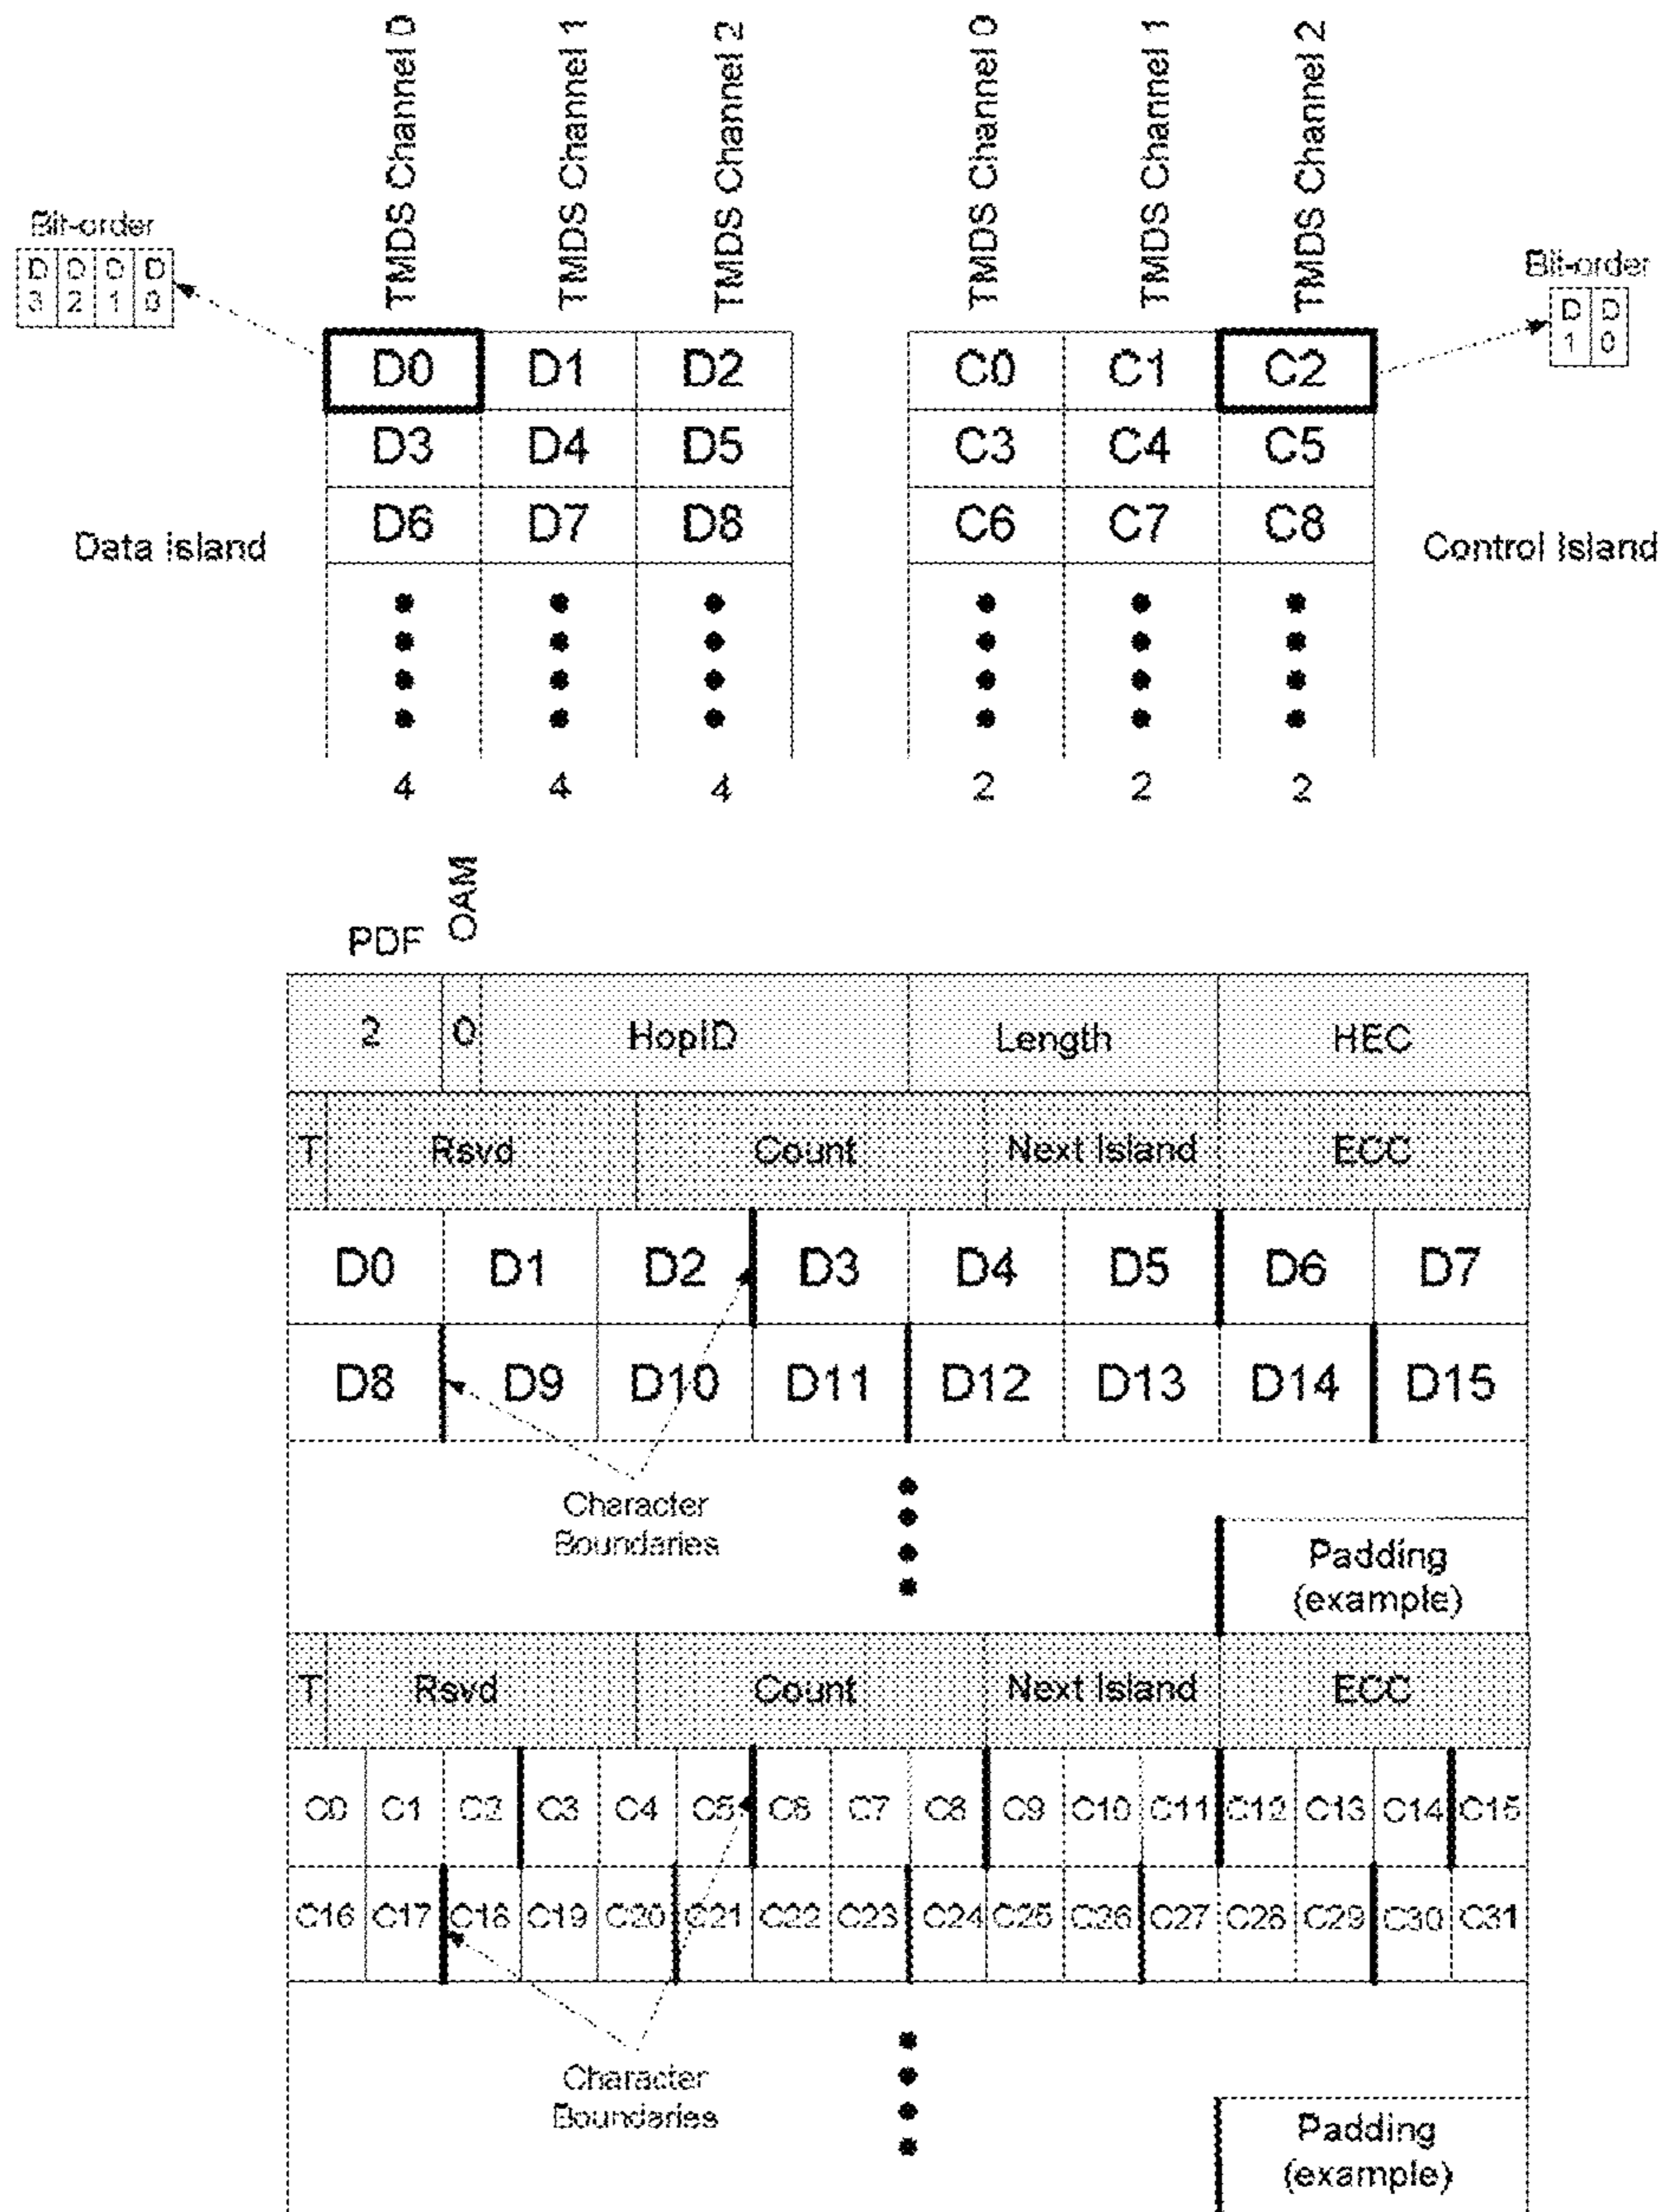 TMDS Channel 0 TMDS Channel 1 TMDS Channel 2 TMDS Channel 0 TMDS Channel 1 TMDS Channel 2
Bit-order
D3 D2 D1 D0
Bit-order
D1 D0
D0 D1 D2 C0 C1 C2
D3 D4 D5 C3 C4 C5
D6 D7 D8 C6 C7 C8
Data Island
Control Island
4 4 4 2 2 2
PDF OAM
2 0 HopID Length HEC
T Rsvd Count Next Island ECC
D0 D1 D2 D3 D4 D5 D6 D7
D8 D9 D10 D11 D12 D13 D14 D15
Character
Boundaries
Padding
(example)
T Rsvd Count Next Island ECC
C0 C1 C2 C3 C4 C5 C6 C7 C8 C9 C10 C11 C12 C13 C14 C15
C16 C17 C18 C19 C20 C21 C22 C23 C24 C25 C26 C27 C28 C29 C30 C31
Character
Boundaries
Padding
(example)